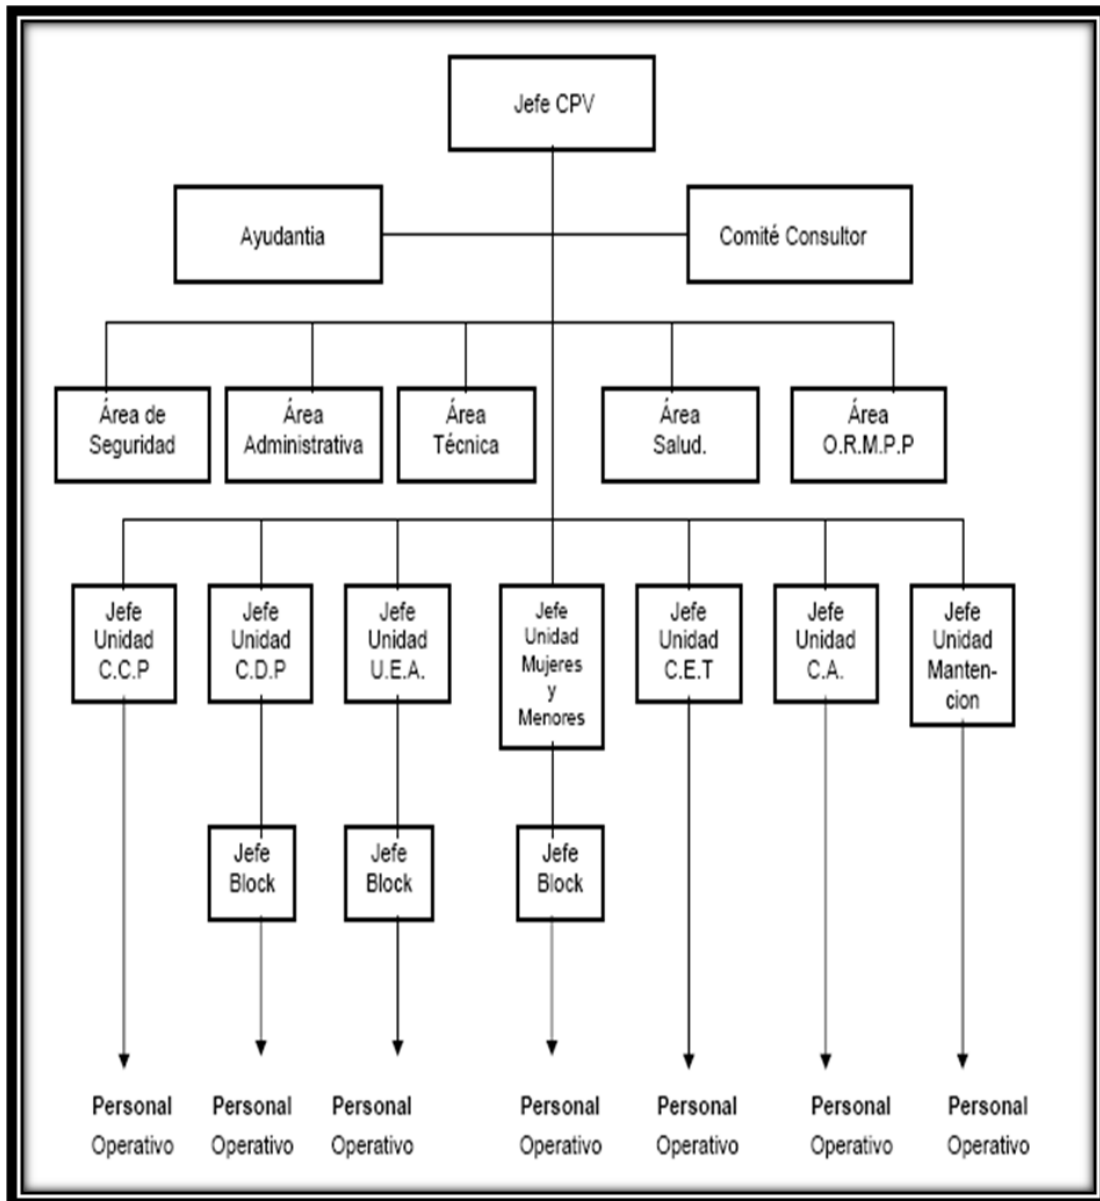 Jefe CPV
Ayudantia
Comité Consultor
Área de
Seguridad
Área
Administrativa
Área
Técnica
Área
Salud.
Área
O.R.M.P.P
Jefe
Unidad
C.C.P
Jefe
Unidad
C.D.P
Jefe
Unidad
U.E.A.
Jefe
Unidad
Mujeres
y
Menores
Jefe
Unidad
C.E.T
Jefe
Unidad
C.A.
Jefe
Unidad
Manten-
cion
Jefe
Block
Jefe
Block
Jefe
Block
Personal
Operativo
Personal
Operativo
Personal
Operativo
Personal
Operativo
Personal
Operativo
Personal
Operativo
Personal
Operativo